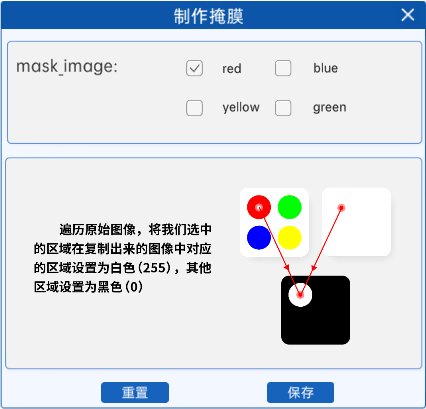 制作掩膜
mask_image:
red
blue
yellow
green
遍历原始图像，将我们选中
的区域在复制出来的图像中对应
的区域设置为白色(255)，其他
区域设置为黑色(0)
重置
保存